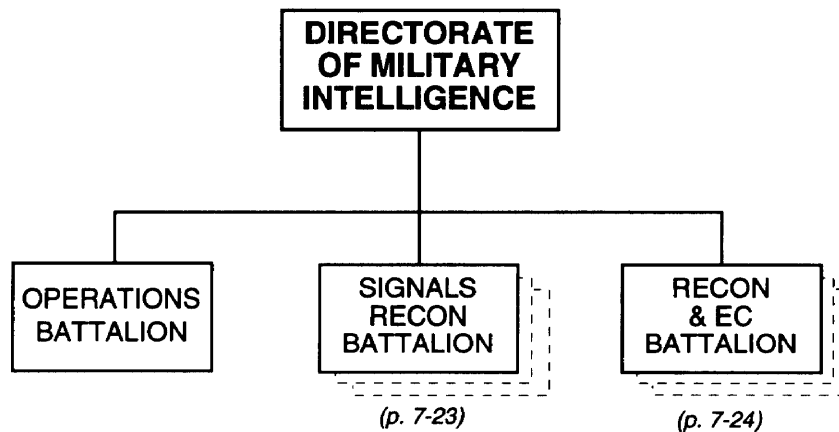 DIRECTORATE
OF MILITARY
INTELLIGENCE
OPERATIONS
BATTALION
SIGNALS
RECON
BATTALION
(p. 7-23)
RECON
& EC
BATTALION
(p. 7-24)